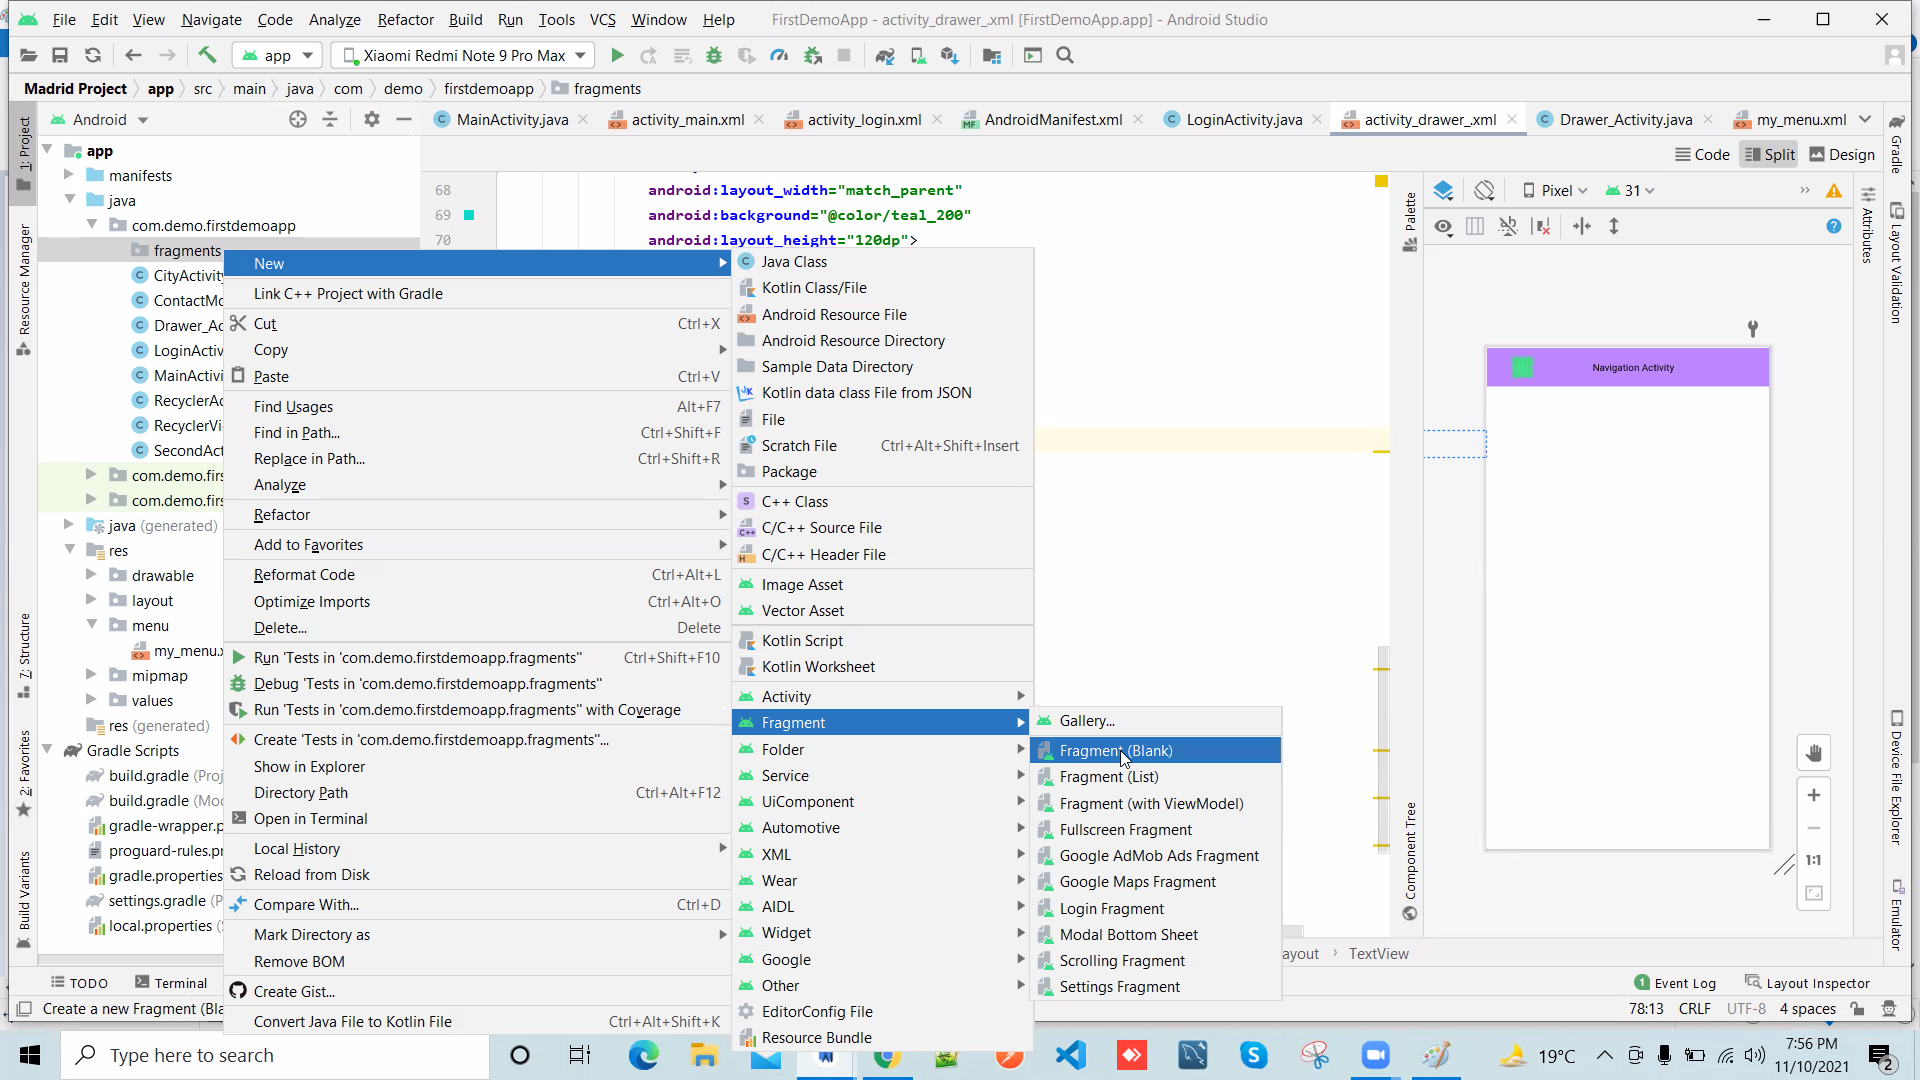 File Edit View Navigate Code Analyze Refactor Build Run Tools VCS Window Help FirstDemoApp - activity_drawer_.xml [FirstDemoApp.app] - Android Studio
app Xiaomi Redmi Note 9 Pro Max
Madrid Project app src main java com demo firstdemoapp fragments
Android
MainActivity.java activity_main.xml activity_login.xml AndroidManifest.xml LoginActivity.java activity_drawer_.xml Drawer_Activity.java my_menu.xml
Code Split Design
1: Project
Resource Manager
7: Structure
2: Favorites
Build Variants
app
manifests
java
com.demo.firstdemoapp
fragments
CityActivity
ContactMo
Drawer_Ac
LoginActiv
MainActivi
RecyclerAc
RecyclerVi
SecondAct
com.demo.firs
com.demo.firs
java (generated)
res
drawable
layout
menu
my_menu.x
mipmap
values
res (generated)
Gradle Scripts
build.gradle (Proj
build.gradle (Mod
gradle-wrapper.p
proguard-rules.pr
gradle.properties
settings.gradle (P
local.properties (S
68 android:layout_width="match_parent"
69 android:background="@color/teal_200"
70 android:layout_height="120dp">
New
Link C++ Project with Gradle
Cut Ctrl+X
Copy
Paste Ctrl+V
Find Usages Alt+F7
Find in Path... Ctrl+Shift+F
Replace in Path... Ctrl+Shift+R
Analyze
Refactor
Add to Favorites
Reformat Code Ctrl+Alt+L
Optimize Imports Ctrl+Alt+O
Delete... Delete
Run 'Tests in 'com.demo.firstdemoapp.fragments'' Ctrl+Shift+F10
Debug 'Tests in 'com.demo.firstdemoapp.fragments''
Run 'Tests in 'com.demo.firstdemoapp.fragments'' with Coverage
Create 'Tests in 'com.demo.firstdemoapp.fragments''...
Show in Explorer
Directory Path Ctrl+Alt+F12
Open in Terminal
Local History
Reload from Disk
Compare With... Ctrl+D
Mark Directory as
Remove BOM
Create Gist...
Convert Java File to Kotlin File Ctrl+Alt+Shift+K
Java Class
Kotlin Class/File
Android Resource File
Android Resource Directory
Sample Data Directory
Kotlin data class File from JSON
File
Scratch File Ctrl+Alt+Shift+Insert
Package
C++ Class
C/C++ Source File
C/C++ Header File
Image Asset
Vector Asset
Kotlin Script
Kotlin Worksheet
Activity
Fragment
Folder
Service
UiComponent
Automotive
XML
Wear
AIDL
Widget
Google
Other
EditorConfig File
Resource Bundle
Gallery...
Fragment (Blank)
Fragment (List)
Fragment (with ViewModel)
Fullscreen Fragment
Google AdMob Ads Fragment
Google Maps Fragment
Login Fragment
Modal Bottom Sheet
Scrolling Fragment
Settings Fragment
Palette
Component Tree
Pixel 31
Navigation Activity
1:1
Attributes
Gradle
Layout Validation
Device File Explorer
Emulator
ayout TextView
TODO Terminal Event Log Layout Inspector
Create a new Fragment (Bla 78:13 CRLF UTF-8 4 spaces
Type here to search
19°C
7:56 PM
11/10/2021
2